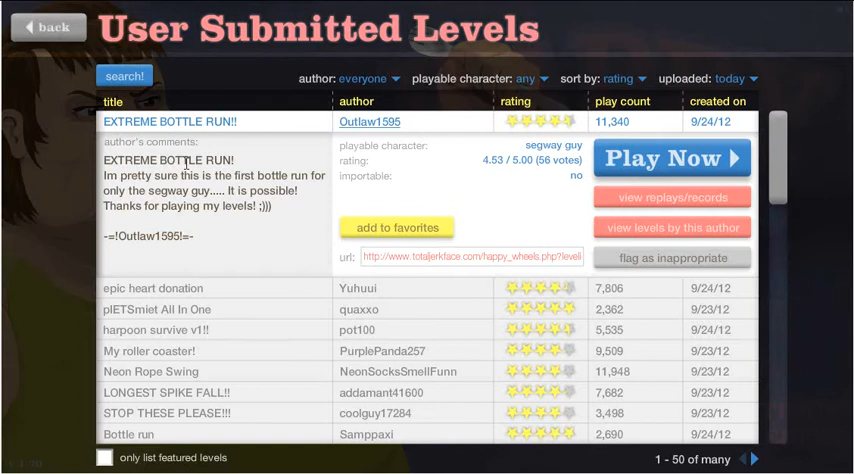 back
User Submitted Levels
search!
author: everyone playable character: any sort by: rating uploaded: today
title author rating play count created on
EXTREME BOTTLE RUN!! Outlaw1595 11,340 9/24/12
author's comments:
EXTREME BOTTLE RUN!
Im pretty sure this is the first bottle run for
only the segway guy..... It is possible!
Thanks for playing my levels! ;)))
-=!Outlaw1595!=-
playable character: segway guy
rating: 4.53 / 5.00 (56 votes)
importable: no
add to favorites
url: http://www.totaljerkface.com/happy_wheels.php?leveli
Play Now
view replays/records
view levels by this author
flag as inappropriate
epic heart donation Yuhuui 7,806 9/24/12
pIETSmiet All In One quaxxo 2,362 9/23/12
harpoon survive v1!! pot100 5,535 9/24/12
My roller coaster! PurplePanda257 9,509 9/23/12
Neon Rope Swing NeonSocksSmellFunn 11,948 9/23/12
LONGEST SPIKE FALL!! addamant41600 7,682 9/23/12
STOP THESE PLEASE!!! coolguy17284 3,498 9/23/12
Bottle run Samppaxi 2,690 9/24/12
only list featured levels
1 - 50 of many